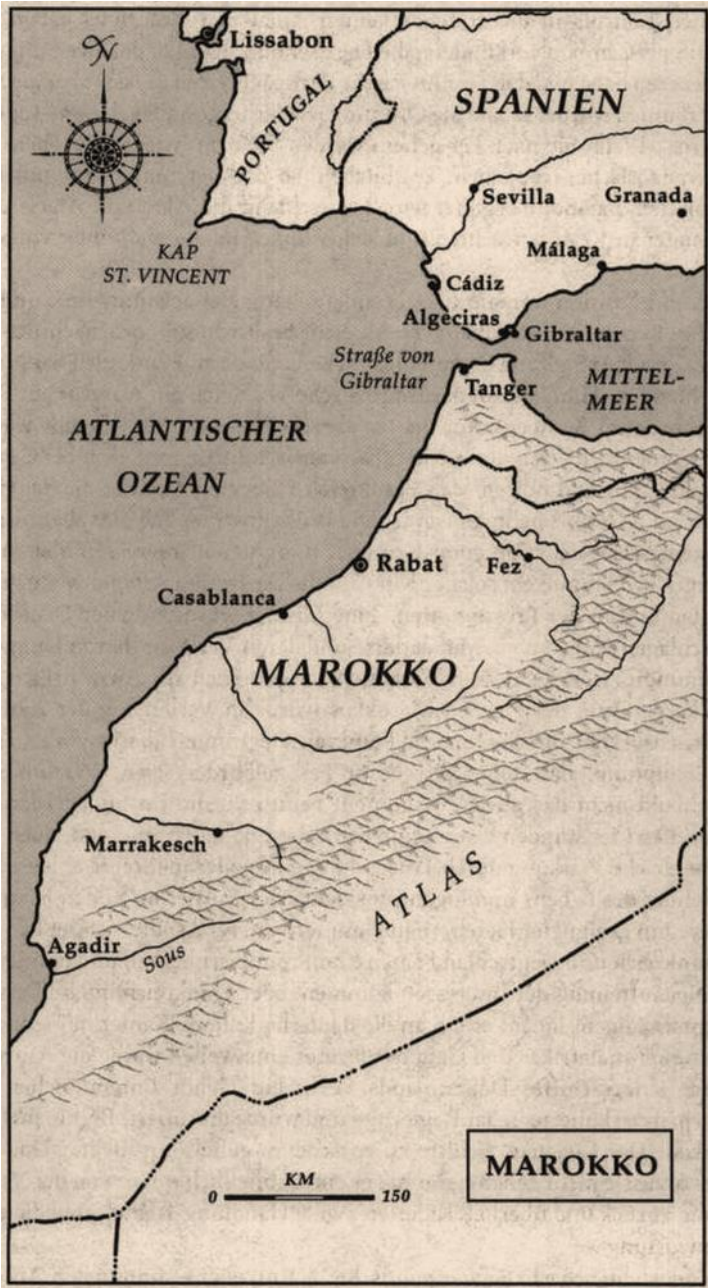 N
Lissabon
PORTUGAL
SPANIEN
Sevilla
Granada
KAP
ST. VINCENT
Málaga
Cádiz
Algeciras
Gibraltar
Straße von
Gibraltar
Tanger
MITTEL-
MEER
ATLANTISCHER
OZEAN
Rabat
Fez
Casablanca
MAROKKO
Marrakesch
ATLAS
Agadir
Sous
MAROKKO
KM
0 150